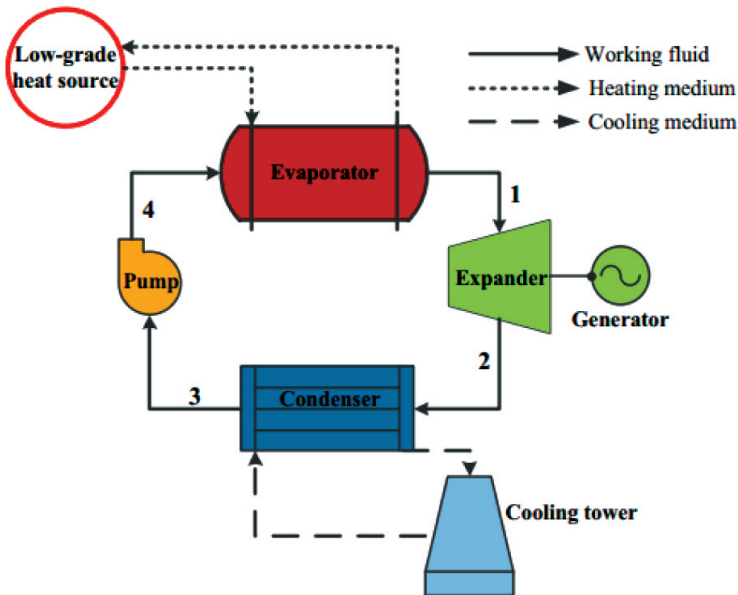 Low-grade
heat source
Working fluid
Heating medium
Cooling medium
Evaporator
4
1
Pump
Expander
Generator
2
3
Condenser
Cooling tower